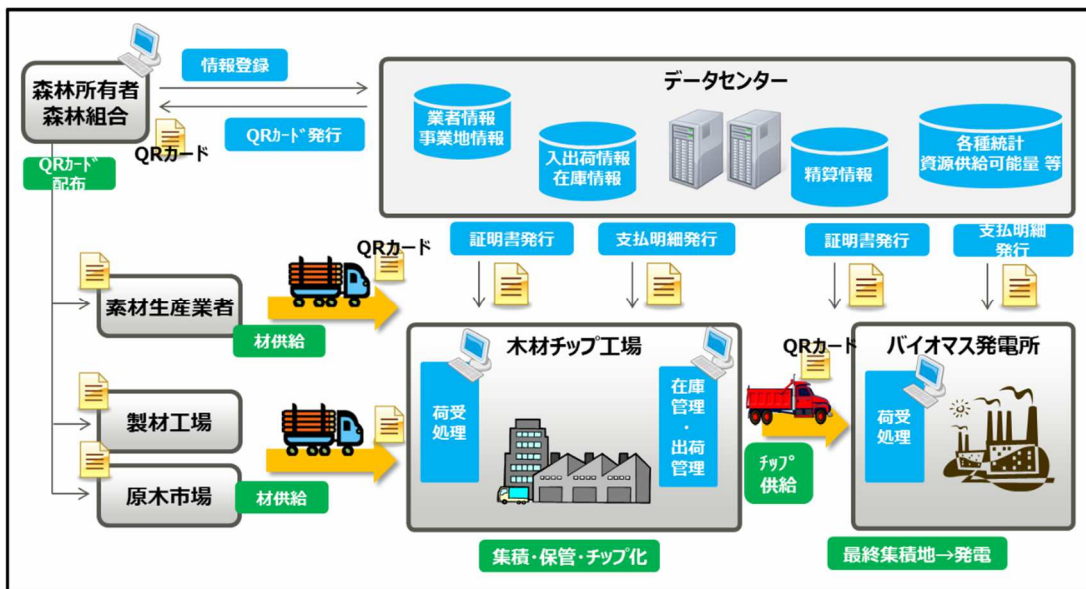 森林所有者
森林組合
情報登録
QRｶｰﾄﾞ発行
QRカード
QRｶｰﾄﾞ
配布
データセンター
業者情報
事業地情報
入出荷情報
在庫情報
精算情報
各種統計
資源供給可能量 等
証明書発行
支払明細発行
証明書発行
支払明細
発行
素材生産業者
材供給
QRカード
製材工場
原木市場
材供給
木材チップ工場
荷受
処理
在庫
管理
・
出荷
管理
集積・保管・チップ化
QRカード
ﾁｯﾌﾟ
供給
バイオマス発電所
荷受
処理
最終集積地→発電